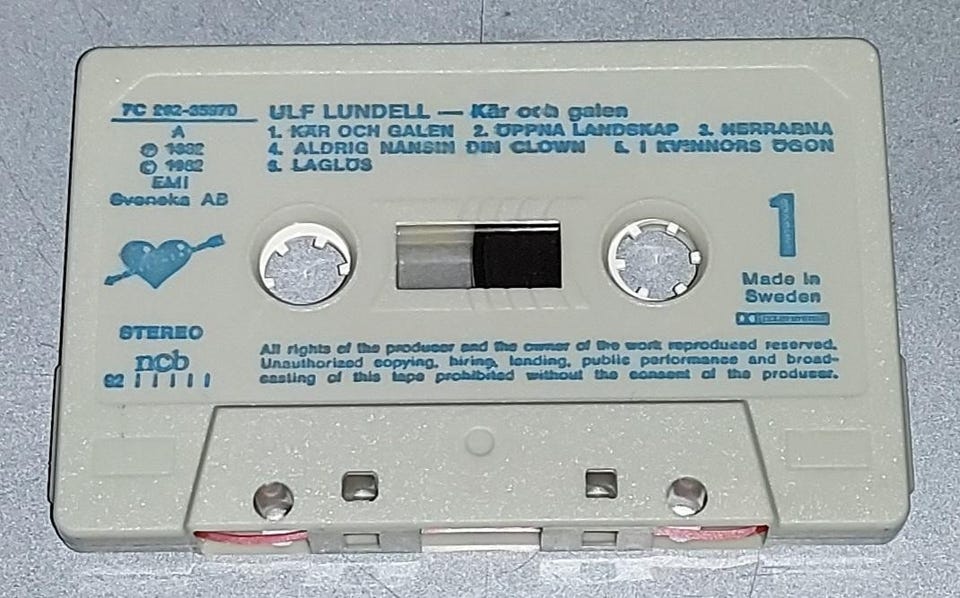 7C 262-35970
A
Ⓟ 1982
© 1982
EMI
Svenska AB
STEREO
ncb
82 I I I I I
ULF LUNDELL — Kär och galen
1. KÄR OCH GALEN 2. ÖPPNA LANDSKAP 3. HERRARNA
4. ALDRIG NÅNSIN DIN CLOWN 5. I KVINNORS ÖGON
6. LAGLÖS
1
Made in
Sweden
All rights of the producer and the owner of the work reproduced reserved.
Unauthorized copying, hiring, lending, public performance and broad-
casting of this tape prohibited without the consent of the producer.